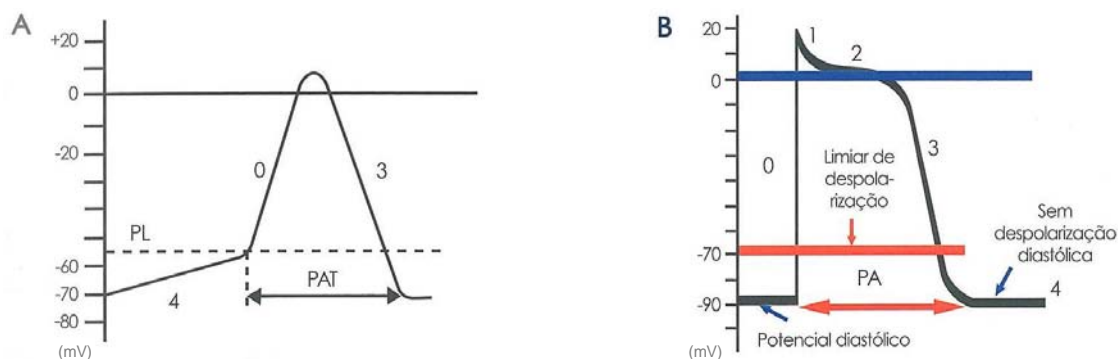 A
+20
0
-20
-60
-70
-80
(mV)
PL
4
0
3
PAT
B
20
0
-70
-90
(mV)
1
2
0
3
4
Limiar de
despola-
rização
Sem
despolarização
diastólica
PA
Potencial diastólico